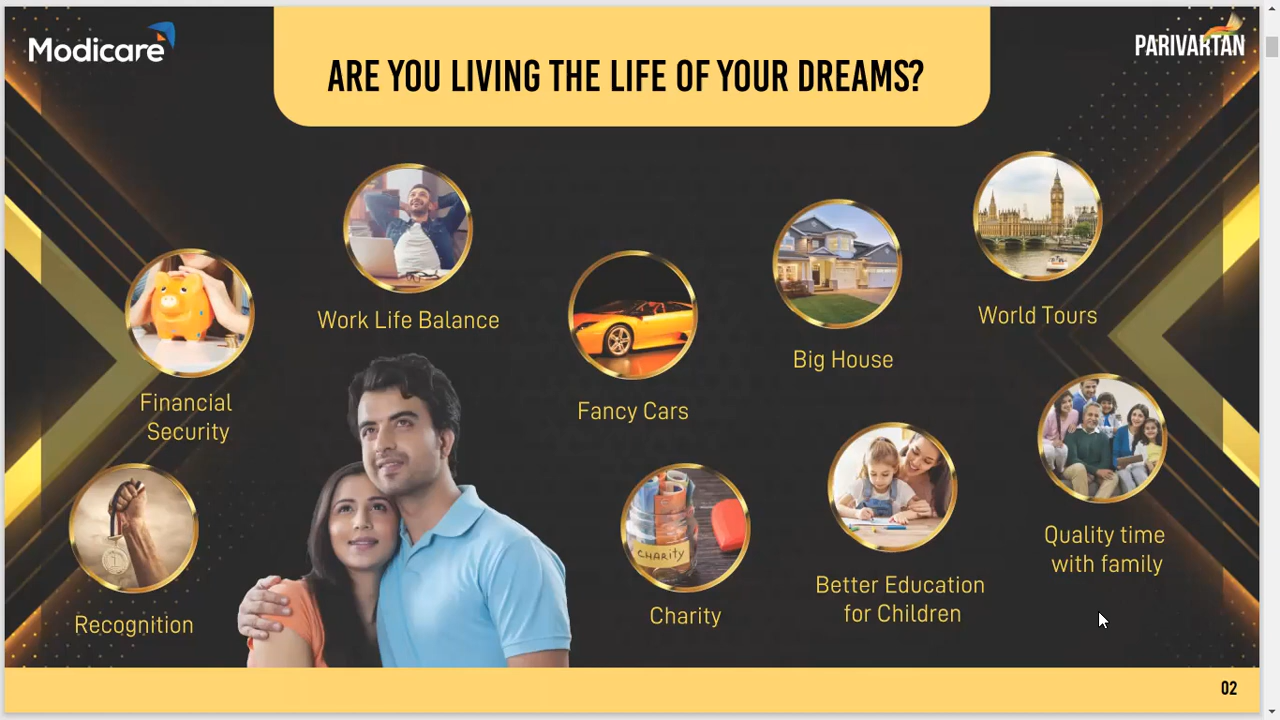 Modicare
ARE YOU LIVING THE LIFE OF YOUR DREAMS?
PARIVARTAN
Work Life Balance
World Tours
Big House
Financial
Security
Fancy Cars
CHARITY
Quality time
with family
Better Education
for Children
Charity
Recognition
1
02